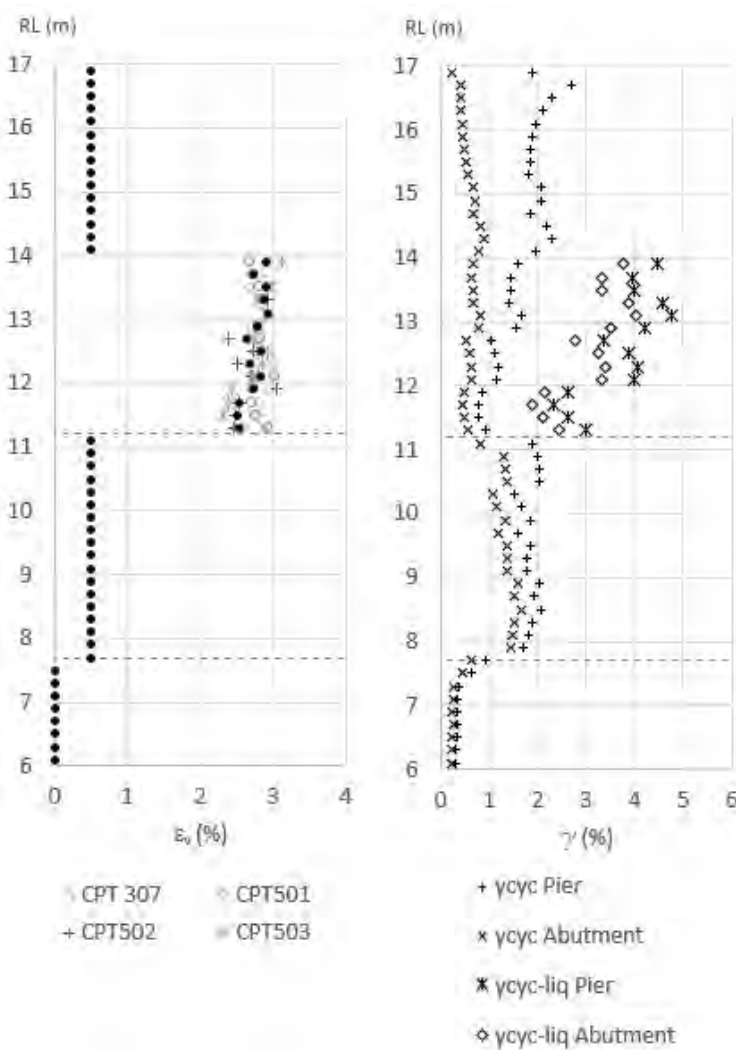 RL (m)
17
16
15
14
13
12
11
10
9
8
7
6
0 1 2 3 4
εv (%)
CPT 307
CPT501
CPT502
CPT503
RL (m)
17
16
15
14
13
12
11
10
9
8
7
6
0 1 2 3 4 5 6
γ (%)
γcyc Pier
γcyc Abutment
γcyc-liq Pier
γcyc-liq Abutment